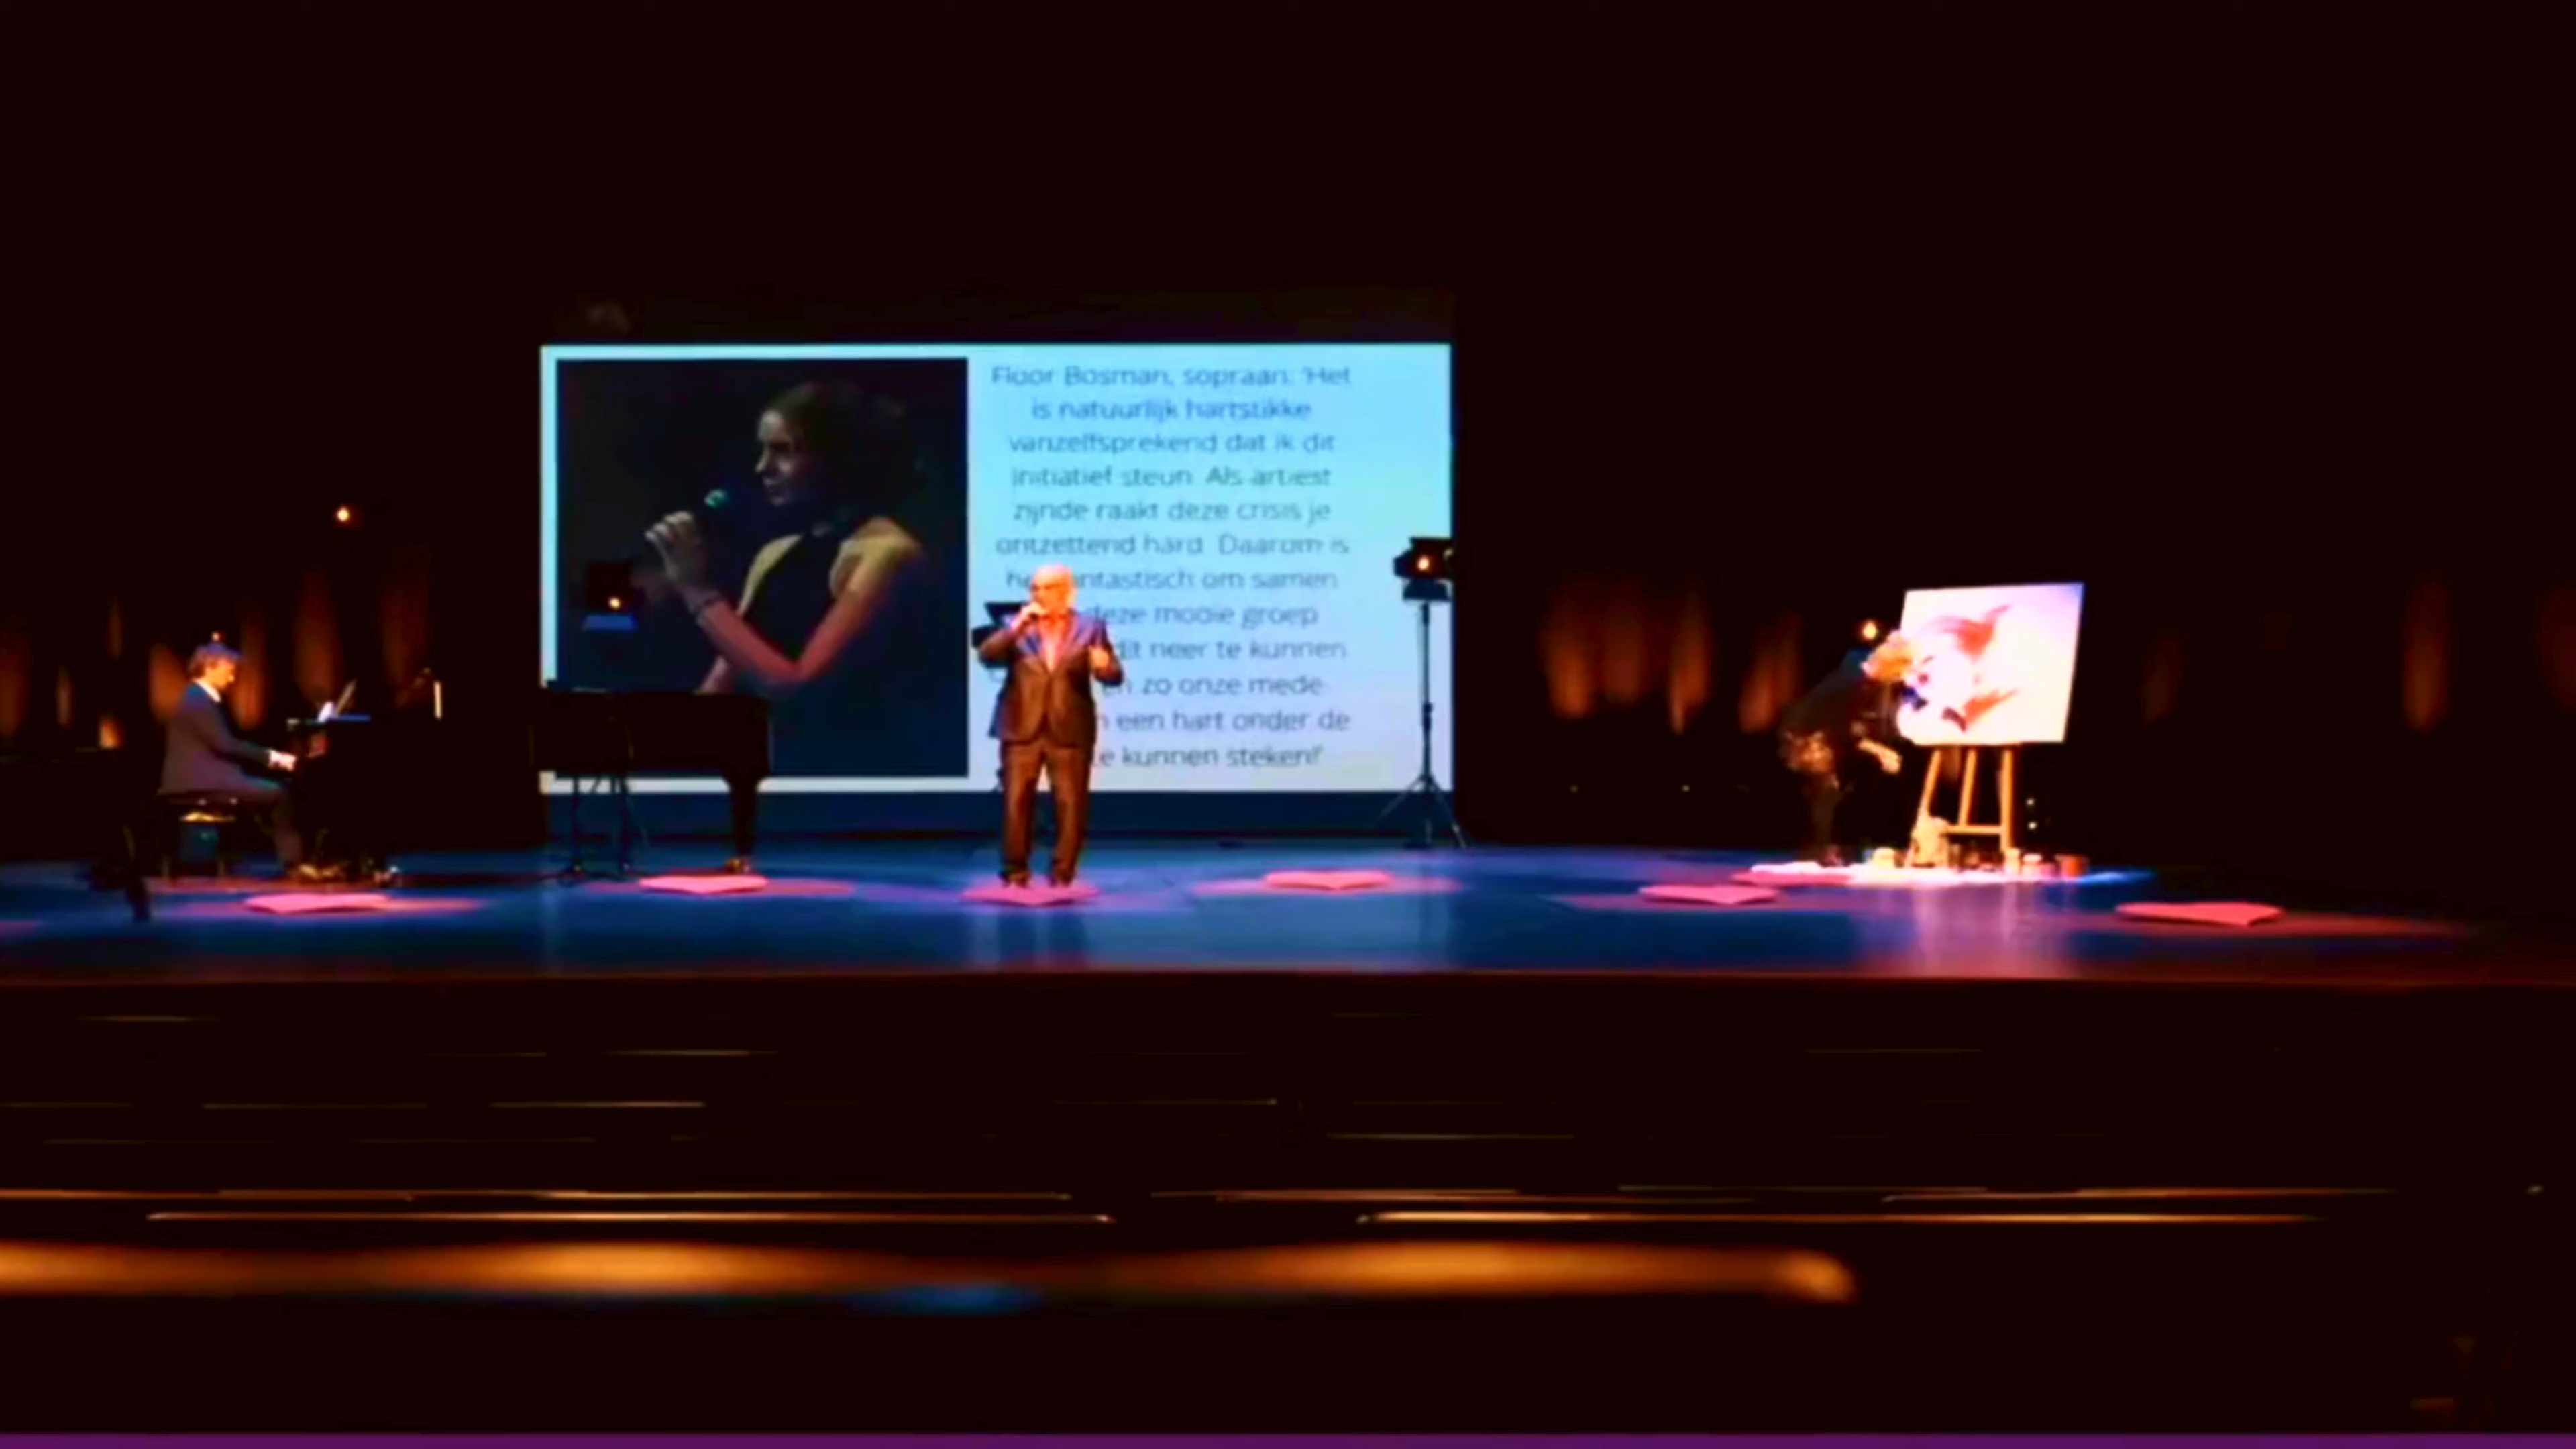 Floor Bosman, sopraan: 'Het
is natuurlijk hartstikke
vanzelfsprekend dat ik dit
initiatief steun. Als artiest
zijnde raakt deze crisis je
ontzettend hard. Daarom is
om samen
deze mooie groep
dit neer te kunnen
zo onze mede-
een hart onder de
te kunnen steken!'